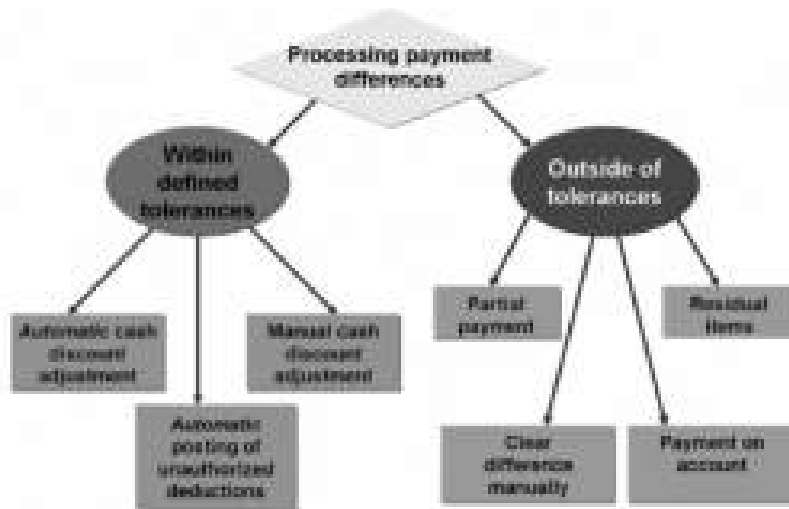 Processing payment
differences
Within
defined
tolerances
Outside of
tolerances
Automatic cash
discount
adjustment
Manual cash
discount
adjustment
Partial
payment
Residual
items
Automatic
posting of
unauthorized
deductions
Clear
difference
manually
Payment on
account